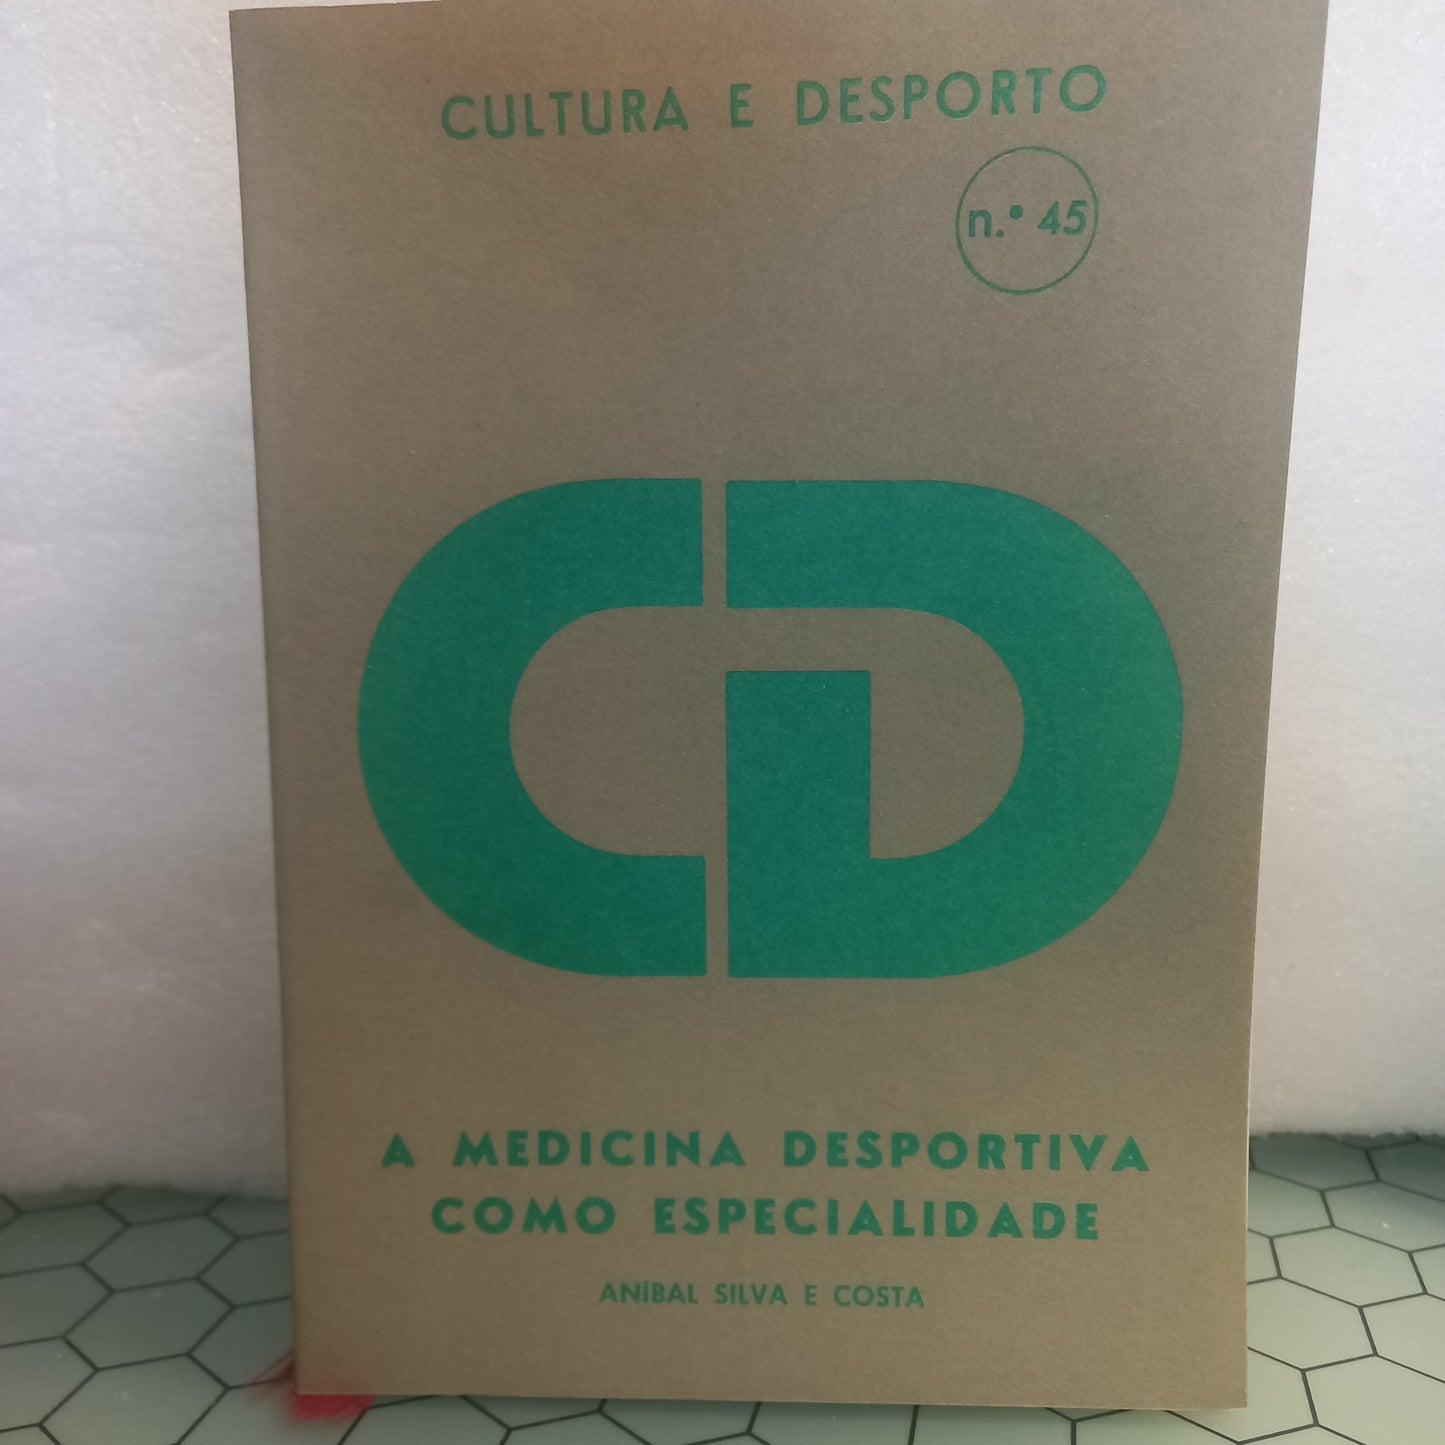 CULTURA E DESPORTO
n.º 45
CD
A MEDICINA DESPORTIVA
COMO ESPECIALIDADE
ANÍBAL SILVA E COSTA